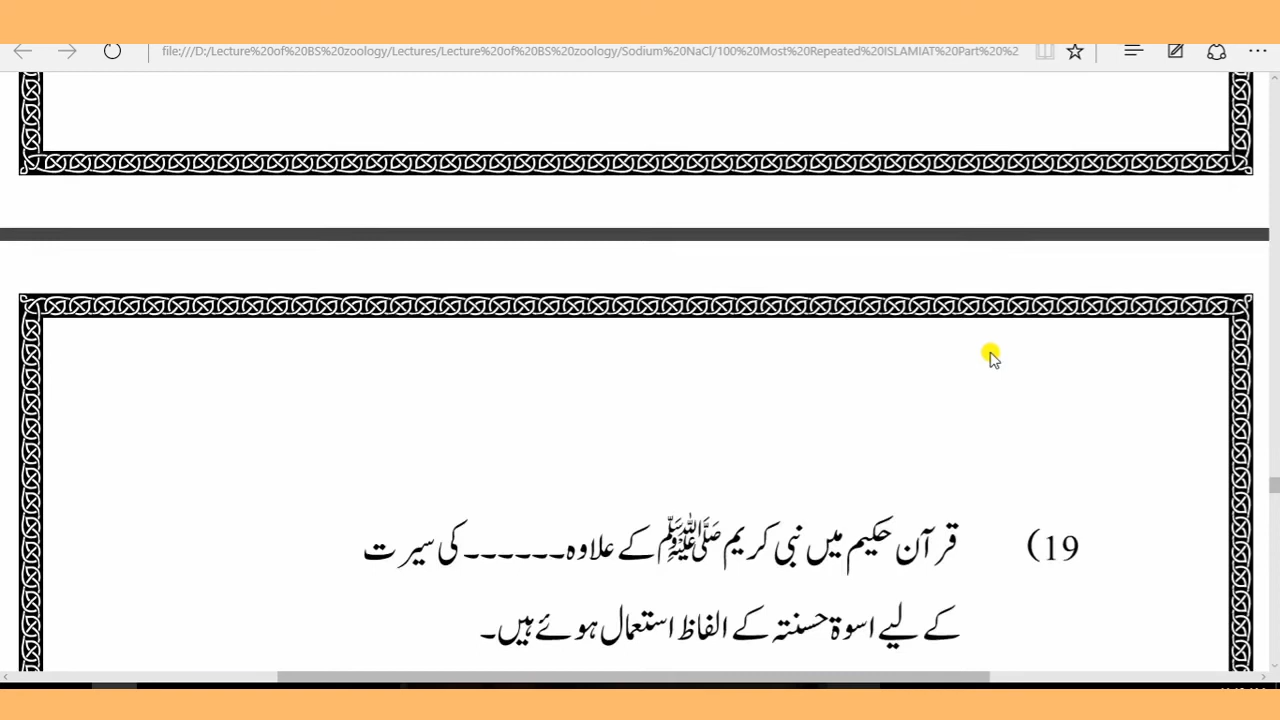 file:///D:/Lecture%20of%20BS%20zoology/Lectures/Lecture%20of%20BS%20zoology/Sodium%20NaCl/100%20Most%20Repeated%20ISLAMIAT%20Part%20%2
19) قرآن حکیم میں نبی کریم ﷺ کے علاوہ ------ کی سیرت
کے لیے اسوۃ حسنتہ کے الفاظ استعمال ہوئے ہیں۔